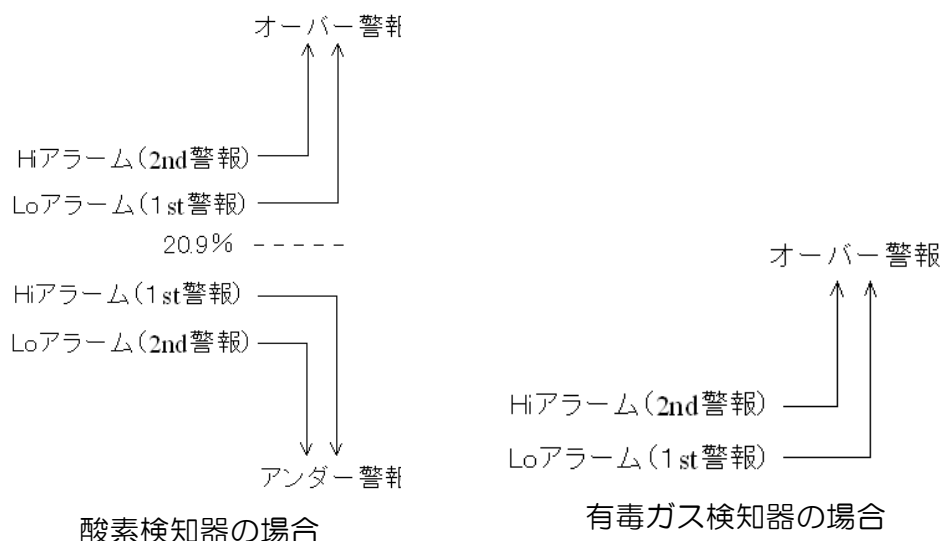 オーバー警報
Hiアラーム(2nd警報)
Loアラーム(1st警報)
20.9%
Hiアラーム(1st警報)
Loアラーム(2nd警報)
アンダー警報
酸素検知器の場合
オーバー警報
Hiアラーム(2nd警報)
Loアラーム(1st警報)
有毒ガス検知器の場合